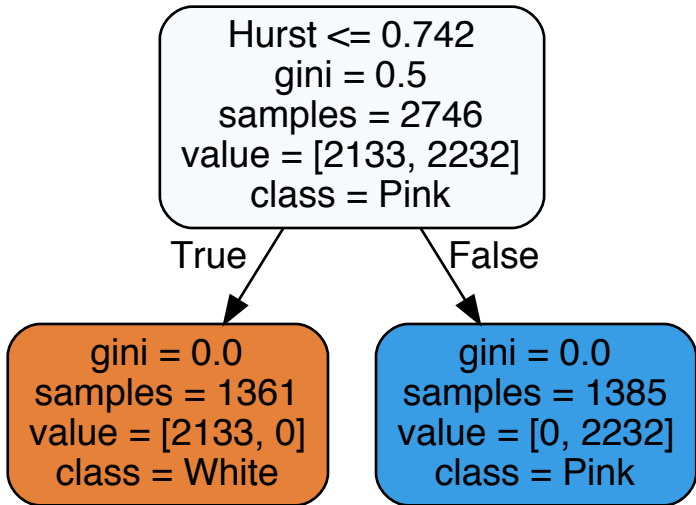 Hurst <= 0.742
gini = 0.5
samples = 2746
value = [2133, 2232]
class = Pink
True
False
gini = 0.0
samples = 1361
value = [2133, 0]
class = White
gini = 0.0
samples = 1385
value = [0, 2232]
class = Pink